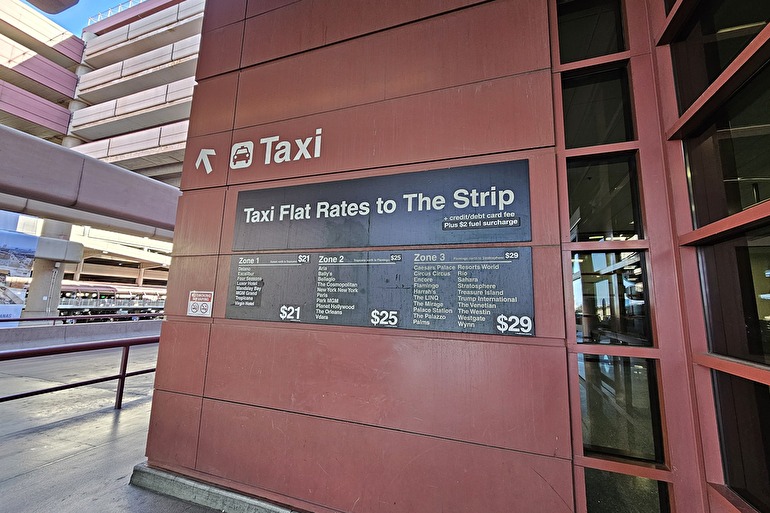 Taxi
Taxi Flat Rates to The Strip
+ credit/debt card fee
Plus $2 fuel surcharge
Zone 1 $21
Delano
Excalibur
Four Seasons
Luxor Hotel
Mandalay Bay
MGM Grand
Tropicana
Virgin Hotel
$21
Zone 2 $25
Aria
Bally's
Bellagio
The Cosmopolitan
New York New York
Paris
Park MGM
Planet Hollywood
The Orleans
Vdara
$25
Zone 3 $29
Caesars Palace
Circus Circus
Encore
Flamingo
Harrah's
The LINQ
The Mirage
Palace Station
The Palazzo
Palms
Resorts World
Rio
Sahara
Stratosphere
Treasure Island
Trump International
The Venetian
The Westin
Westgate
Wynn
$29